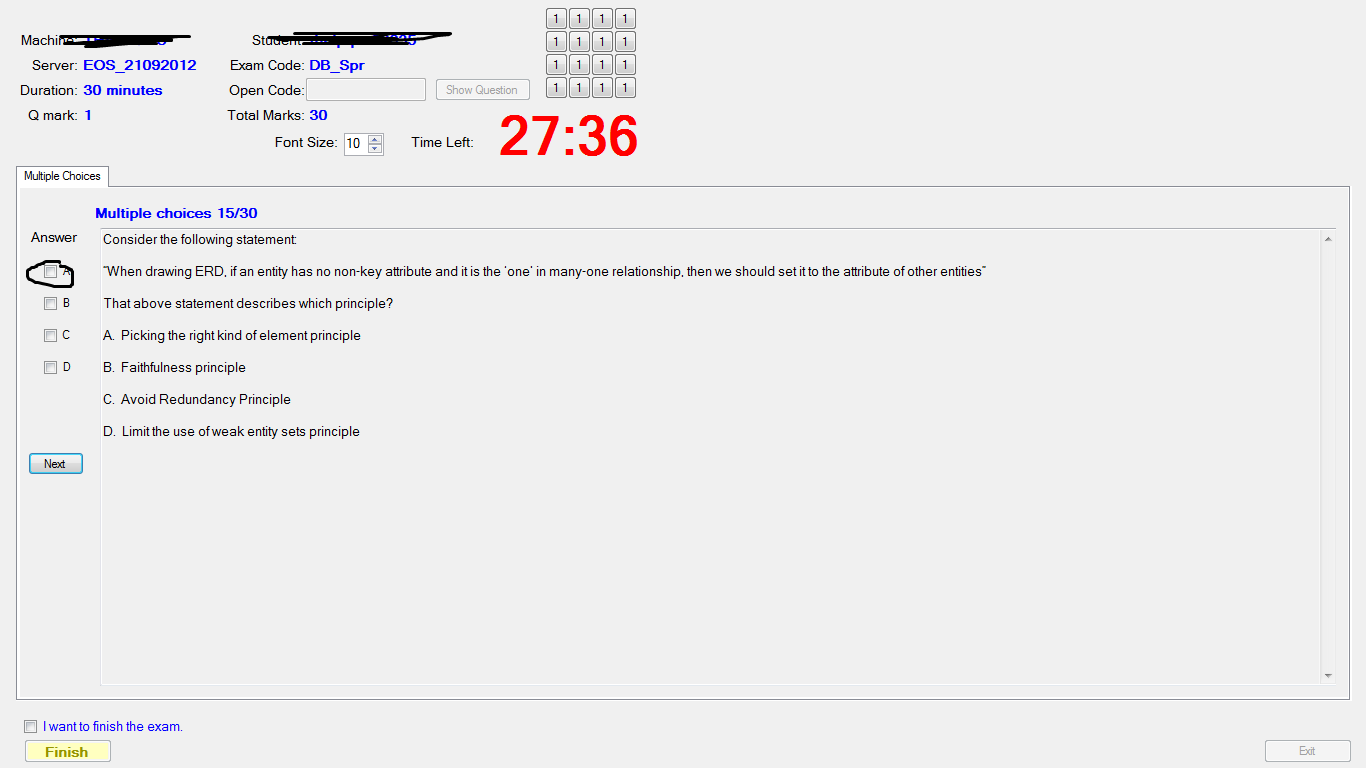 1 1 1 1
Student:
1 1 1 1
Server: EOS_21092012 Exam Code: DB_Spr
1 1 1 1
Duration: 30 minutes Open Code: Show Question
1 1 1 1
Q mark: 1 Total Marks: 30
Font Size: 10 Time Left: 27:36
Multiple Choices
Multiple choices 15/30
Answer
Consider the following statement:
A "When drawing ERD, if an entity has no non-key attribute and it is the 'one' in many-one relationship, then we should set it to the attribute of other entities"
B That above statement describes which principle?
C A. Picking the right kind of element principle
D B. Faithfulness principle
C. Avoid Redundancy Principle
D. Limit the use of weak entity sets principle
Next
I want to finish the exam.
Finish Exit